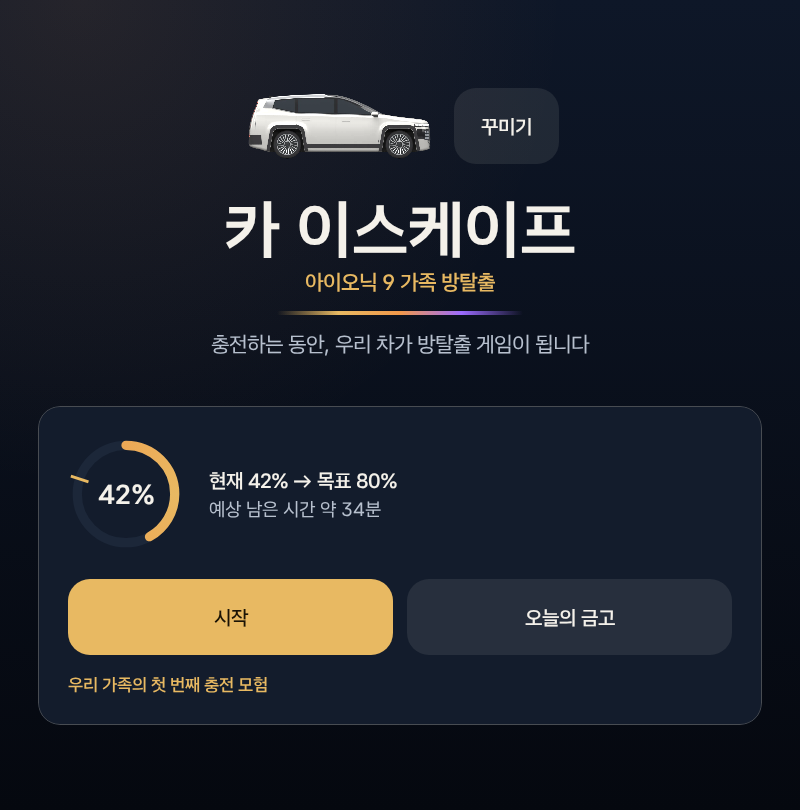 꾸미기
카 이스케이프
아이오닉 9 가족 방탈출
충전하는 동안, 우리 차가 방탈출 게임이 됩니다
42%
현재 42% → 목표 80%
예상 남은 시간 약 34분
시작
오늘의 금고
우리 가족의 첫 번째 충전 모험